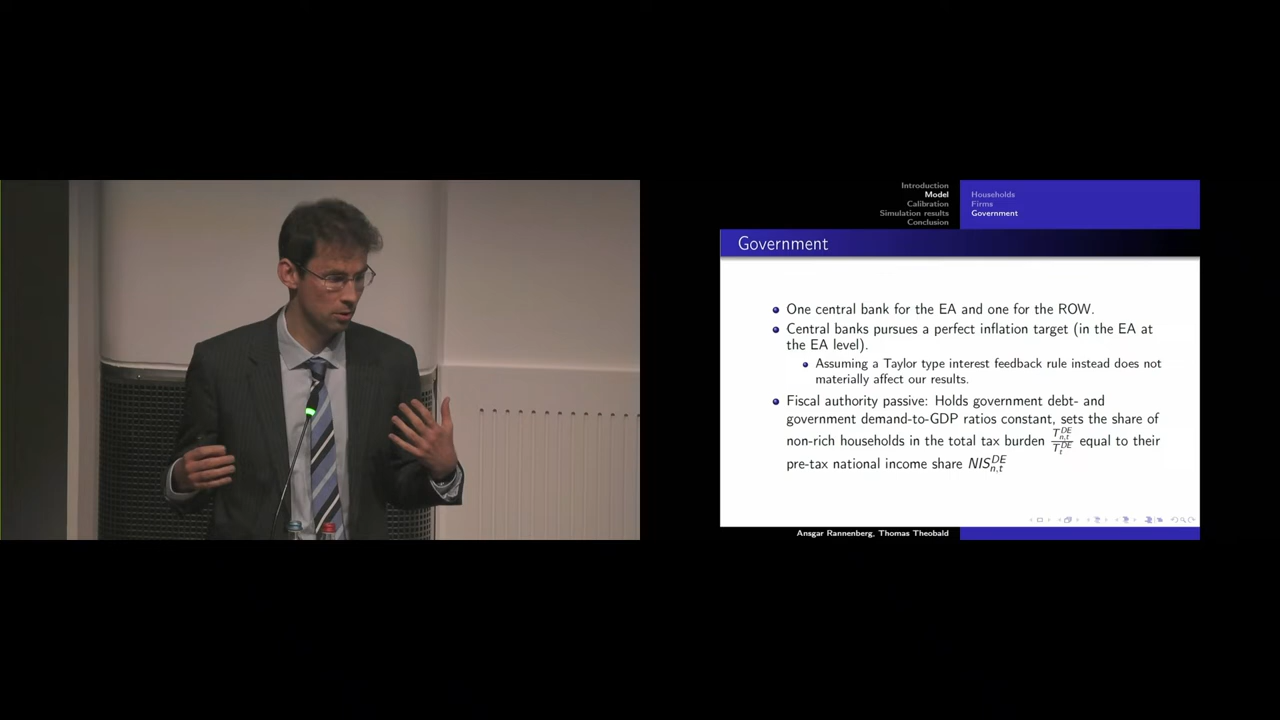 Introduction
Model
Calibration
Simulation results
Conclusion
Households
Firms
Government
Government
One central bank for the EA and one for the ROW.
Central banks pursues a perfect inflation target (in the EA at
the EA level).
Assuming a Taylor type interest feedback rule instead does not
materially affect our results.
Fiscal authority passive: Holds government debt- and
government demand-to-GDP ratios constant, sets the share of
non-rich households in the total tax burden $\frac{T_{n,t}^{DE}}{T_t^{DE}}$ equal to their
pre-tax national income share $NIS_{n,t}^{DE}$
Ansgar Rannenberg, Thomas Theobald